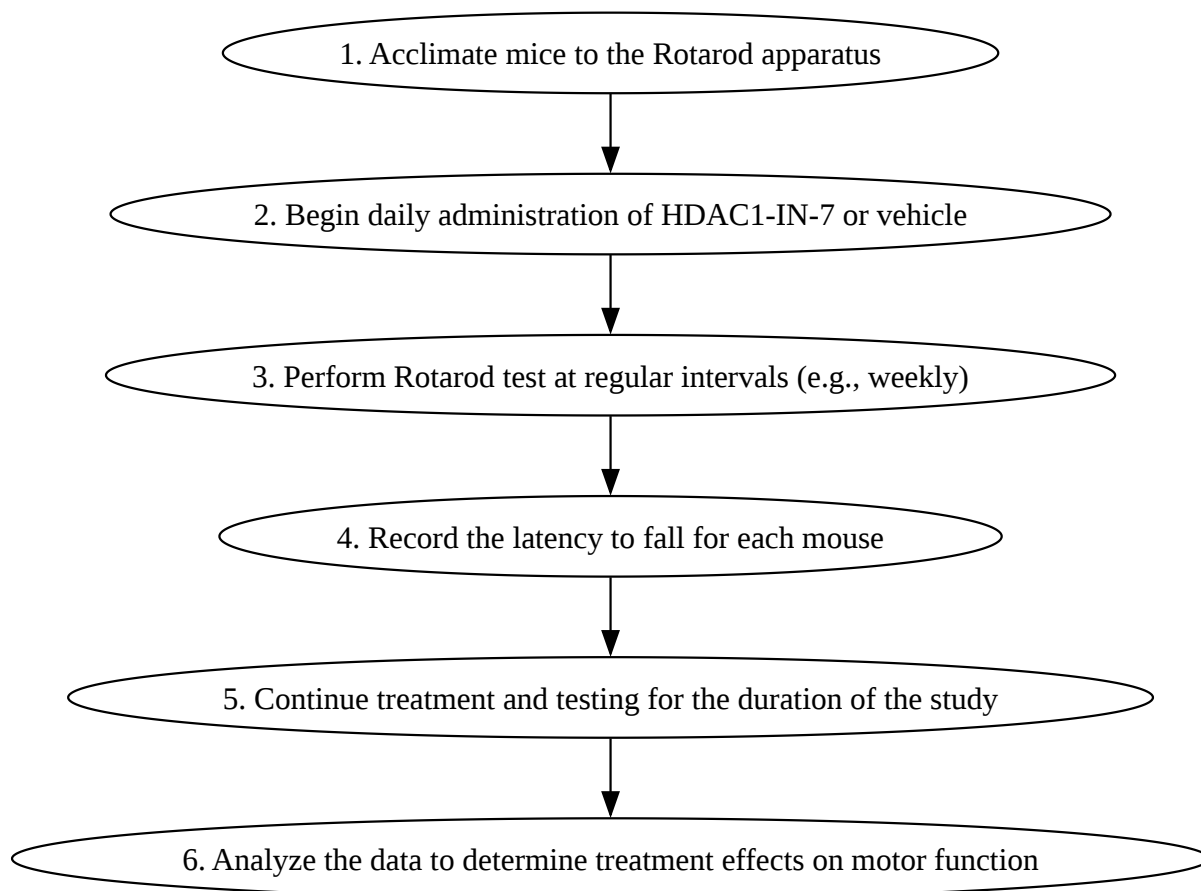 1. Acclimate mice to the Rotarod apparatus
2. Begin daily administration of HDAC1-IN-7 or vehicle
3. Perform Rotarod test at regular intervals (e.g., weekly)
4. Record the latency to fall for each mouse
5. Continue treatment and testing for the duration of the study
6. Analyze the data to determine treatment effects on motor function